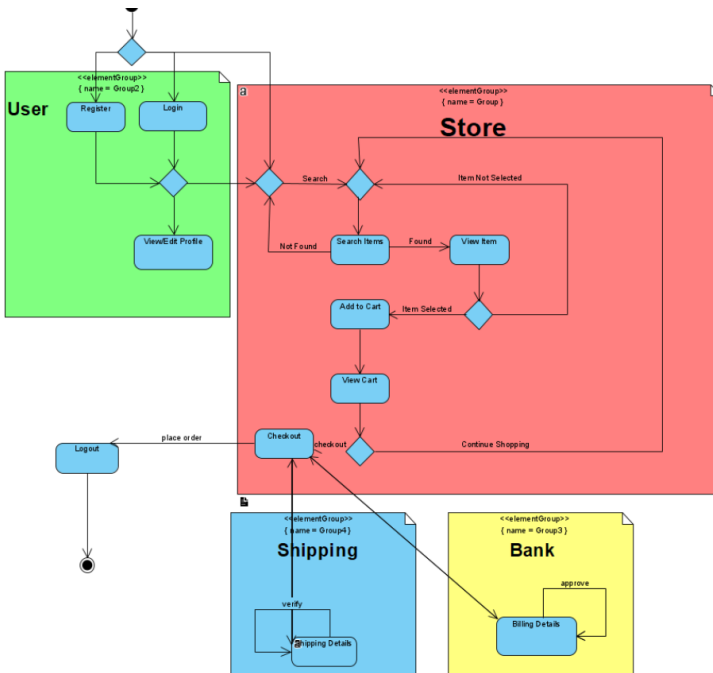 <<elementGroup>>
{ name = Group2 }
User
Register
Login
View/Edit Profile
a
<<elementGroup>>
{ name = Group }
Store
Search
Item Not Selected
Not Found
Search Items
Found
View Item
Add to Cart
Item Selected
View Cart
Checkout
checkout
Continue Shopping
place order
Logout
<<elementGroup>>
{ name = Group4 }
Shipping
verify
a
Shipping Details
<<elementGroup>>
{ name = Group3 }
Bank
approve
Billing Details